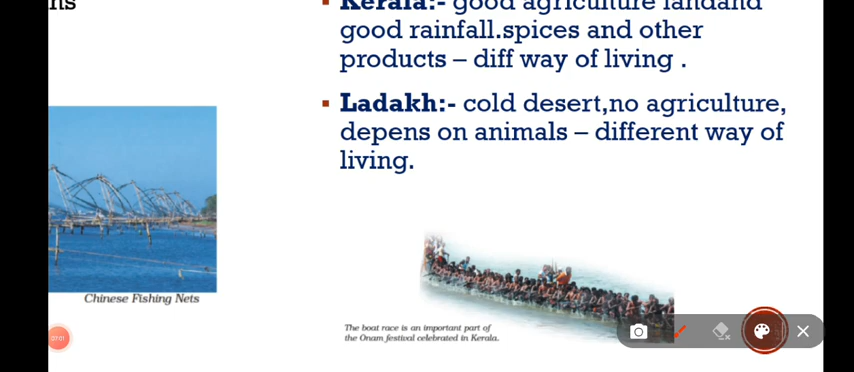 ns
Kerala:- good agriculture landand
good rainfall.spices and other
products – diff way of living .
Ladakh:- cold desert,no agriculture,
depens on animals – different way of
living.
Chinese Fishing Nets
The boat race is an important part of
the Onam festival celebrated in Kerala.